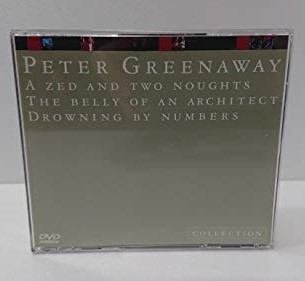 PETER GREENAWAY
A ZED AND TWO NOUGHTS
THE BELLY OF AN ARCHITECT
DROWNING BY NUMBERS
DVD
COLLECTION